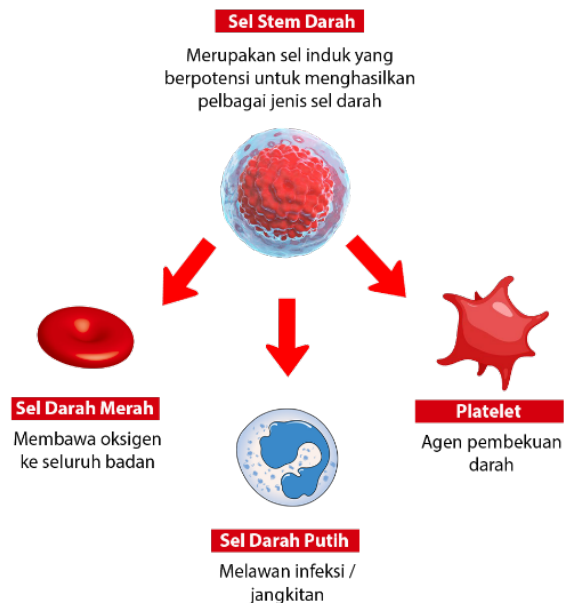 Sel Stem Darah
Merupakan sel induk yang
berpotensi untuk menghasilkan
pelbagai jenis sel darah
Sel Darah Merah
Membawa oksigen
ke seluruh badan
Platelet
Agen pembekuan
darah
Sel Darah Putih
Melawan infeksi /
jangkitan